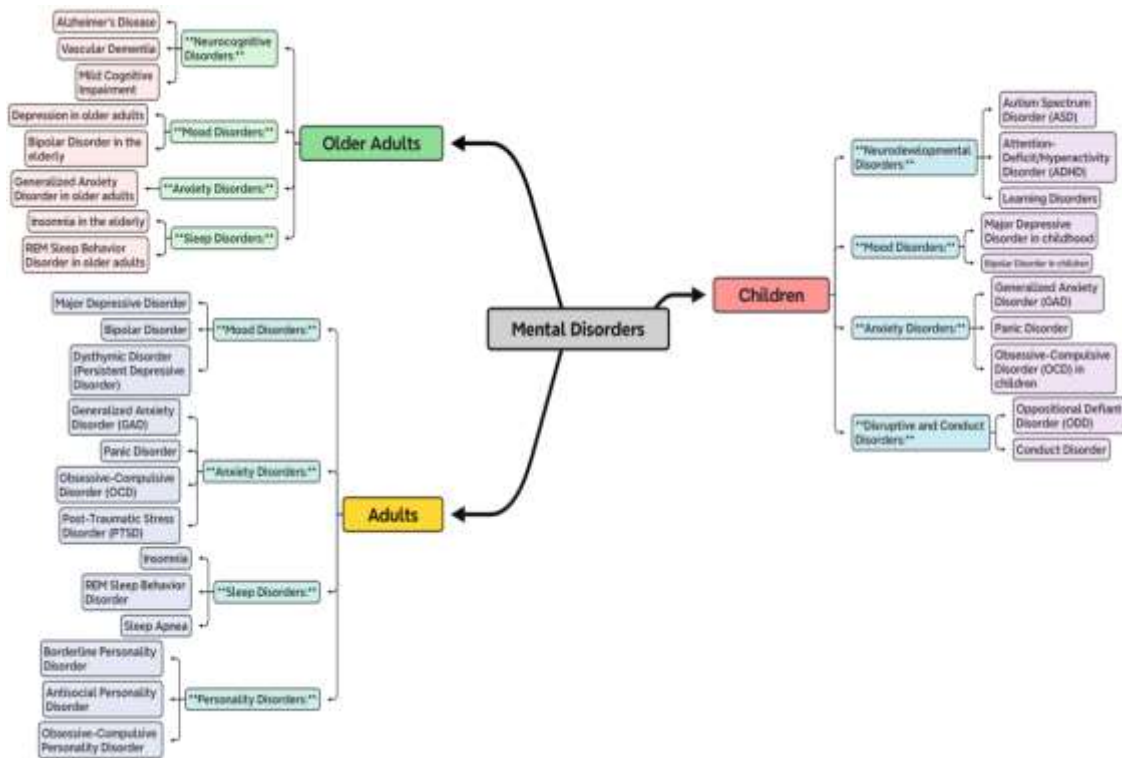 Mental Disorders
Older Adults
**Neurocognitive
Disorders:**
Alzheimer's Disease
Vascular Dementia
Mild Cognitive
Impairment
**Mood Disorders:**
Depression in older adults
Bipolar Disorder in the
elderly
**Anxiety Disorders:**
Generalized Anxiety
Disorder in older adults
**Sleep Disorders:**
Insomnia in the elderly
REM Sleep Behavior
Disorder in older adults
Adults
**Mood Disorders:**
Major Depressive Disorder
Bipolar Disorder
Dysthymic Disorder
(Persistent Depressive
Disorder)
**Anxiety Disorders:**
Generalized Anxiety
Disorder (GAD)
Panic Disorder
Obsessive-Compulsive
Disorder (OCD)
Post-Traumatic Stress
Disorder (PTSD)
**Sleep Disorders:**
Insomnia
REM Sleep Behavior
Disorder
Sleep Apnea
**Personality Disorders:**
Borderline Personality
Disorder
Antisocial Personality
Disorder
Obsessive-Compulsive
Personality Disorder
Children
**Neurodevelopmental
Disorders:**
Autism Spectrum
Disorder (ASD)
Attention-
Deficit/Hyperactivity
Disorder (ADHD)
Learning Disorders
**Mood Disorders:**
Major Depressive
Disorder in childhood
Bipolar Disorder in children
**Anxiety Disorders:**
Generalized Anxiety
Disorder (GAD)
Panic Disorder
Obsessive-Compulsive
Disorder (OCD) in
children
**Disruptive and Conduct
Disorders:**
Oppositional Defiant
Disorder (ODD)
Conduct Disorder